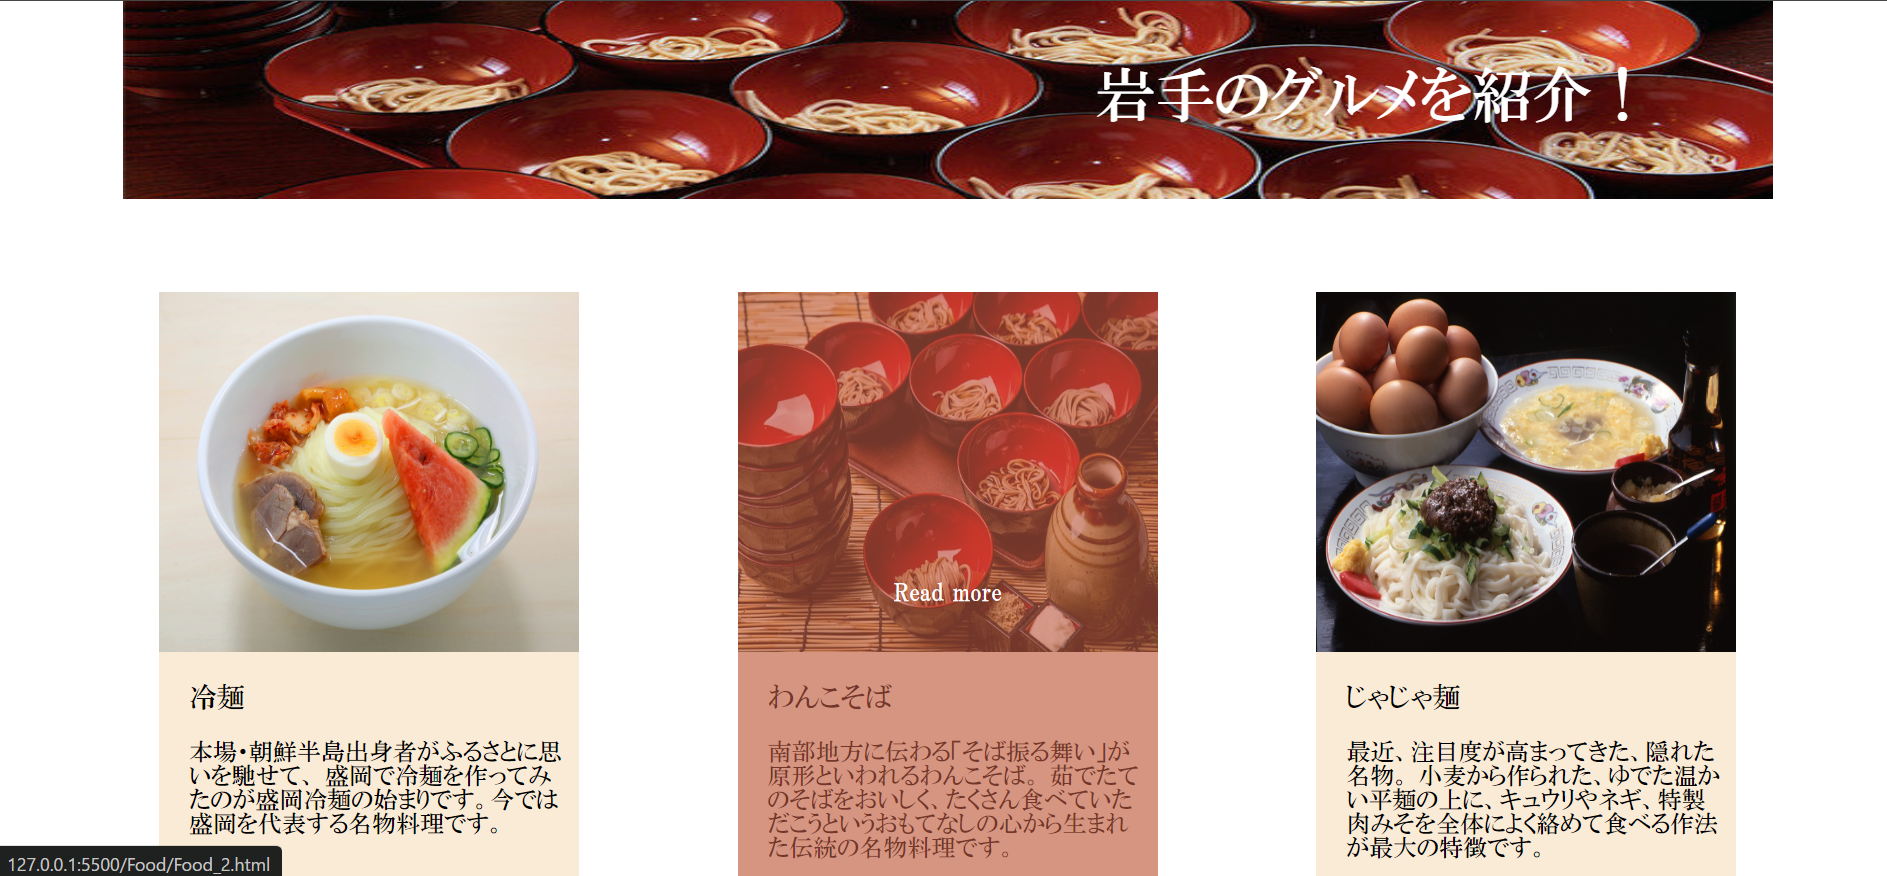 岩手のグルメを紹介！
Read more
冷麺
本場・朝鮮半島出身者がふるさとに思
いを馳せて、盛岡で冷麺を作ってみ
たのが盛岡冷麺の始まりです。今では
盛岡を代表する名物料理です。
わんこそば
南部地方に伝わる「そば振る舞い」が
原形といわれるわんこそば。茹でたて
のそばをおいしく、たくさん食べていた
だこうというおもてなしの心から生まれ
た伝統の名物料理です。
じゃじゃ麺
最近、注目度が高まってきた、隠れた
名物。小麦から作られた、ゆでた温か
い平麺の上に、キュウリやネギ、特製
肉みそを全体によく絡めて食べる作法
が最大の特徴です。
127.0.0.1:5500/Food/Food_2.html